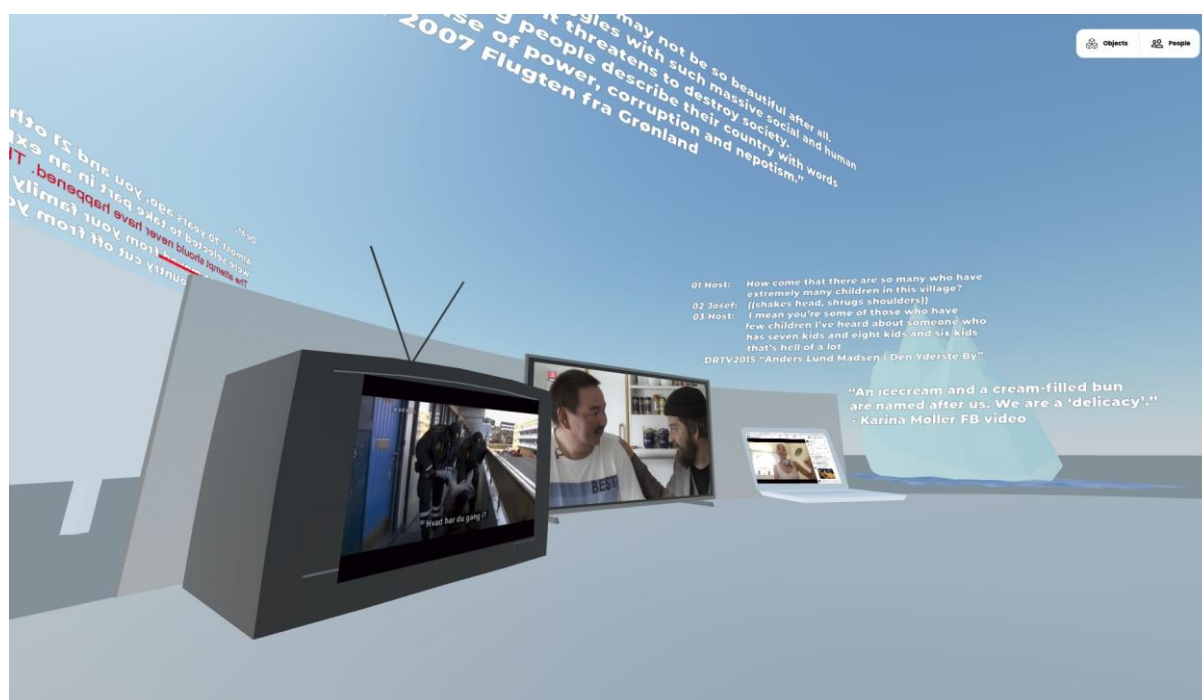 may not be so beautiful after all.
gles with such massive social and human
t threatens to destroy society.
g people describe their country with words
se of power, corruption and nepotism."
2007 Flugten fra Grønland
Objects
People
Dear,
Almost 70 years ago, you and 21 oth
were selected to take part in an exp
The attempt should never have happened. Th
from your family
country cut off from yo
01 Host: How come that there are so many who have
extremely many children in this village?
02 Josef: ((shakes head, shrugs shoulders))
03 Host: I mean you're some of those who have
few children I've heard about someone who
has seven kids and eight kids and six kids
that's hell of a lot
- DRTV2015 "Anders Lund Madsen i Den Yderste By"
"An icecream and a cream-filled bun
are named after us. We are a 'delicacy'."
- Karina Moller FB video
Hvad har du gang i?
BEST